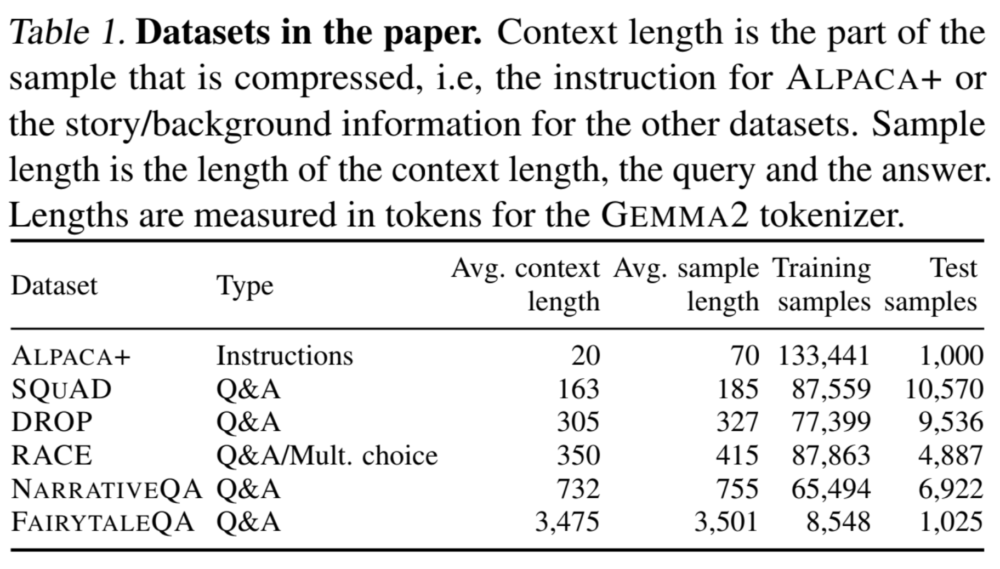 Table 1. Datasets in the paper. Context length is the part of the
sample that is compressed, i.e, the instruction for ALPACA+ or
the story/background information for the other datasets. Sample
length is the length of the context length, the query and the answer.
Lengths are measured in tokens for the GEMMA2 tokenizer.
Dataset Type Avg. context length Avg. sample length Training samples Test samples
ALPACA+ Instructions 20 70 133,441 1,000
SQUAD Q&A 163 185 87,559 10,570
DROP Q&A 305 327 77,399 9,536
RACE Q&A/Mult. choice 350 415 87,863 4,887
NARRATIVEQA Q&A 732 755 65,494 6,922
FAIRYTALEQA Q&A 3,475 3,501 8,548 1,025